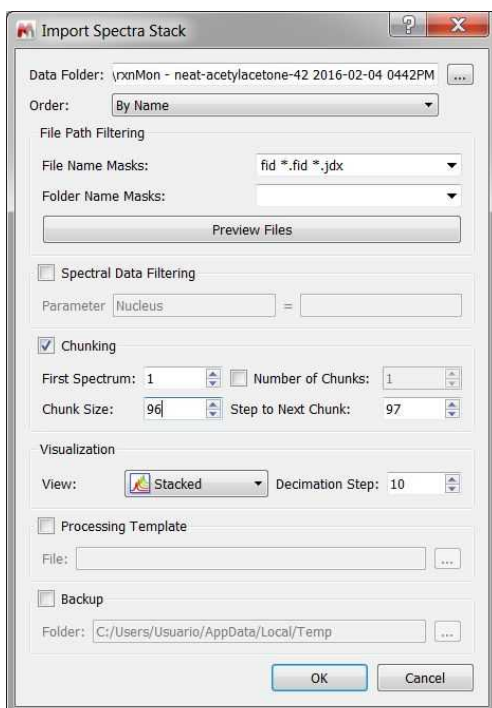 Import Spectra Stack
Data Folder: \rxnMon - neat-acetylacetone-42 2016-02-04 0442PM ...
Order: By Name
File Path Filtering
File Name Masks: fid *.fid *.jdx
Folder Name Masks:
Preview Files
Spectral Data Filtering
Parameter Nucleus =
Chunking
First Spectrum: 1 Number of Chunks: 1
Chunk Size: 96 Step to Next Chunk: 97
Visualization
View: Stacked Decimation Step: 10
Processing Template
File: ...
Backup
Folder: C:/Users/Usuario/AppData/Local/Temp ...
OK Cancel